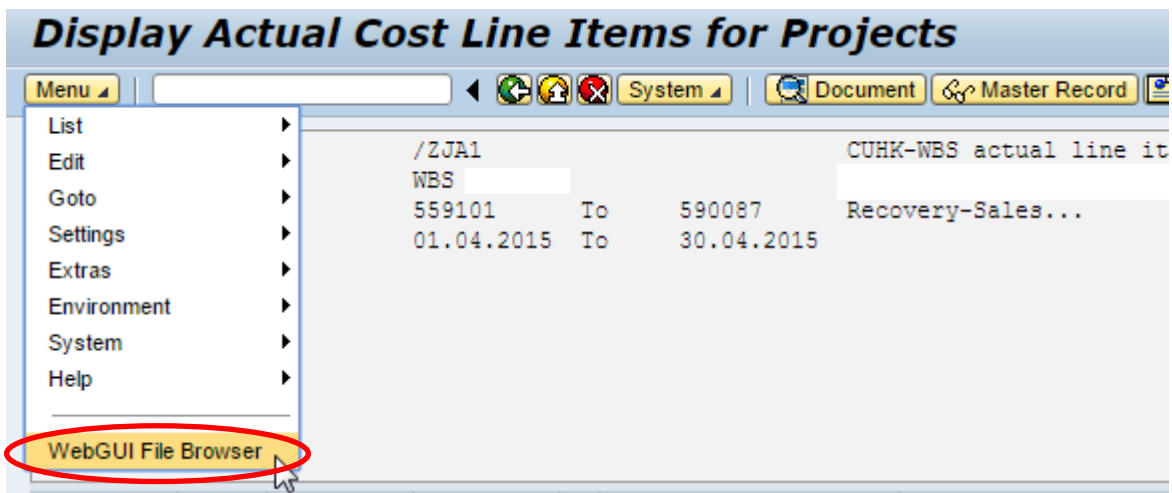 Display Actual Cost Line Items for Projects
Menu System Document Master Record
List
/ZJA1 CUHK-WBS actual line it
Edit
WBS
Goto
559101 To 590087 Recovery-Sales...
Settings
01.04.2015 To 30.04.2015
Extras
Environment
System
Help
WebGUI File Browser